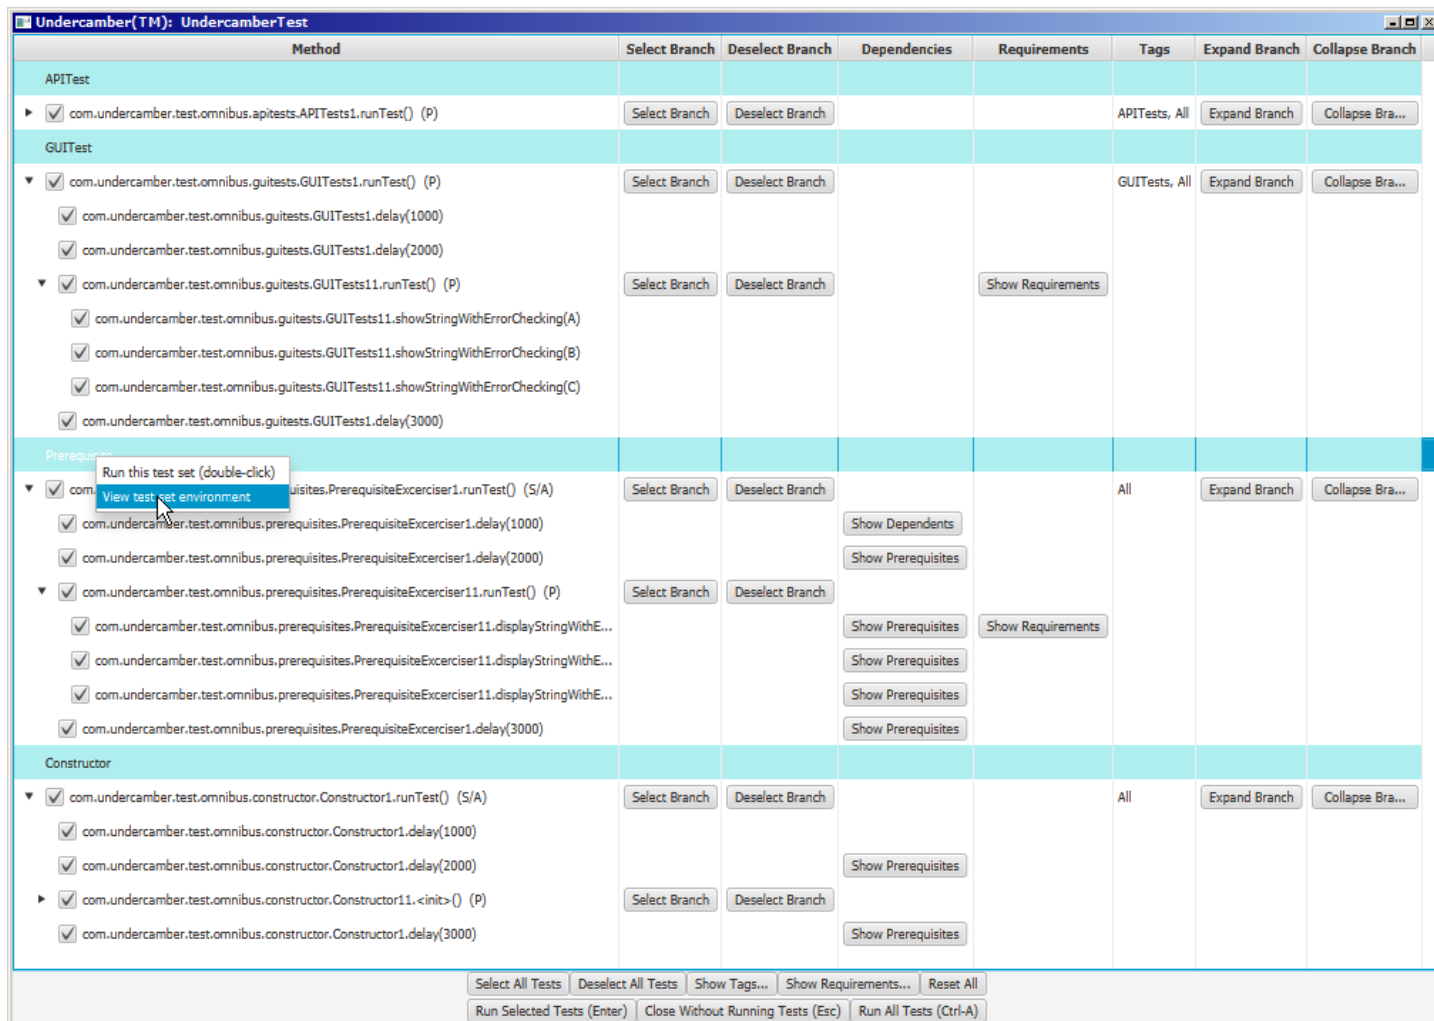 Undercamber(TM): UndercamberTest
Method Select Branch Deselect Branch Dependencies Requirements Tags Expand Branch Collapse Branch
APITest
com.undercamber.test.omnibus.apitests.APITests1.runTest() (P) Select Branch Deselect Branch APITests, All Expand Branch Collapse Bra...
GUITest
com.undercamber.test.omnibus.guitests.GUITests1.runTest() (P) Select Branch Deselect Branch GUITests, All Expand Branch Collapse Bra...
com.undercamber.test.omnibus.guitests.GUITests1.delay(1000)
com.undercamber.test.omnibus.guitests.GUITests1.delay(2000)
com.undercamber.test.omnibus.guitests.GUITests11.runTest() (P) Select Branch Deselect Branch Show Requirements
com.undercamber.test.omnibus.guitests.GUITests11.showStringWithErrorChecking(A)
com.undercamber.test.omnibus.guitests.GUITests11.showStringWithErrorChecking(B)
com.undercamber.test.omnibus.guitests.GUITests11.showStringWithErrorChecking(C)
com.undercamber.test.omnibus.guitests.GUITests1.delay(3000)
Prerequisite
Run this test set (double-click)
View test set environment
com. uisites.PrerequisiteExcerciser1.runTest() (S/A) Select Branch Deselect Branch All Expand Branch Collapse Bra...
com.undercamber.test.omnibus.prerequisites.PrerequisiteExcerciser1.delay(1000) Show Dependents
com.undercamber.test.omnibus.prerequisites.PrerequisiteExcerciser1.delay(2000) Show Prerequisites
com.undercamber.test.omnibus.prerequisites.PrerequisiteExcerciser11.runTest() (P) Select Branch Deselect Branch
com.undercamber.test.omnibus.prerequisites.PrerequisiteExcerciser11.displayStringWithE... Show Prerequisites Show Requirements
com.undercamber.test.omnibus.prerequisites.PrerequisiteExcerciser11.displayStringWithE... Show Prerequisites
com.undercamber.test.omnibus.prerequisites.PrerequisiteExcerciser11.displayStringWithE... Show Prerequisites
com.undercamber.test.omnibus.prerequisites.PrerequisiteExcerciser1.delay(3000) Show Prerequisites
Constructor
com.undercamber.test.omnibus.constructor.Constructor1.runTest() (S/A) Select Branch Deselect Branch All Expand Branch Collapse Bra...
com.undercamber.test.omnibus.constructor.Constructor1.delay(1000)
com.undercamber.test.omnibus.constructor.Constructor1.delay(2000) Show Prerequisites
com.undercamber.test.omnibus.constructor.Constructor11.<init>() (P) Select Branch Deselect Branch
com.undercamber.test.omnibus.constructor.Constructor1.delay(3000) Show Prerequisites
Select All Tests Deselect All Tests Show Tags... Show Requirements... Reset All
Run Selected Tests (Enter) Close Without Running Tests (Esc) Run All Tests (Ctrl-A)